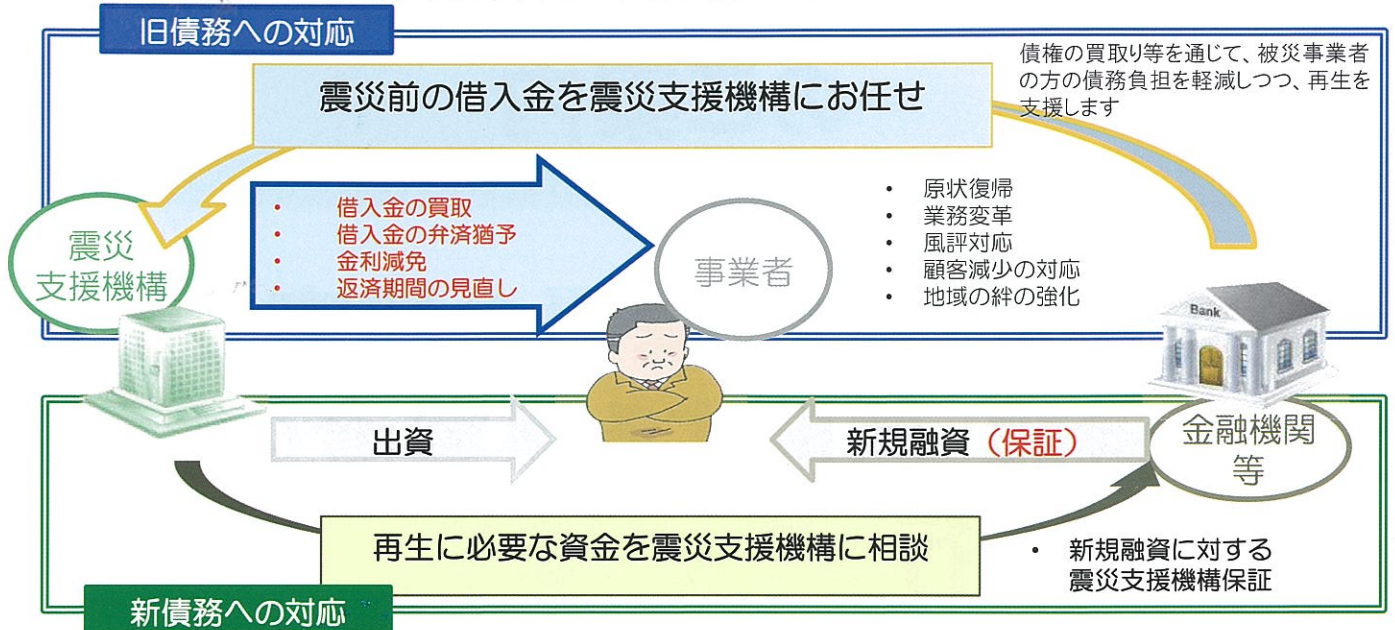 旧債務への対応
債権の買取り等を通じて、被災事業者
の方の債務負担を軽減しつつ、再生を
支援します
震災前の借入金を震災支援機構にお任せ
• 借入金の買取
• 借入金の弁済猶予
• 金利減免
• 返済期間の見直し
震災
支援機構
事業者
• 原状復帰
• 業務変革
• 風評対応
• 顧客減少の対応
• 地域の絆の強化
Bank
出資
新規融資（保証）
金融機関
等
再生に必要な資金を震災支援機構に相談
• 新規融資に対する
震災支援機構保証
新債務への対応